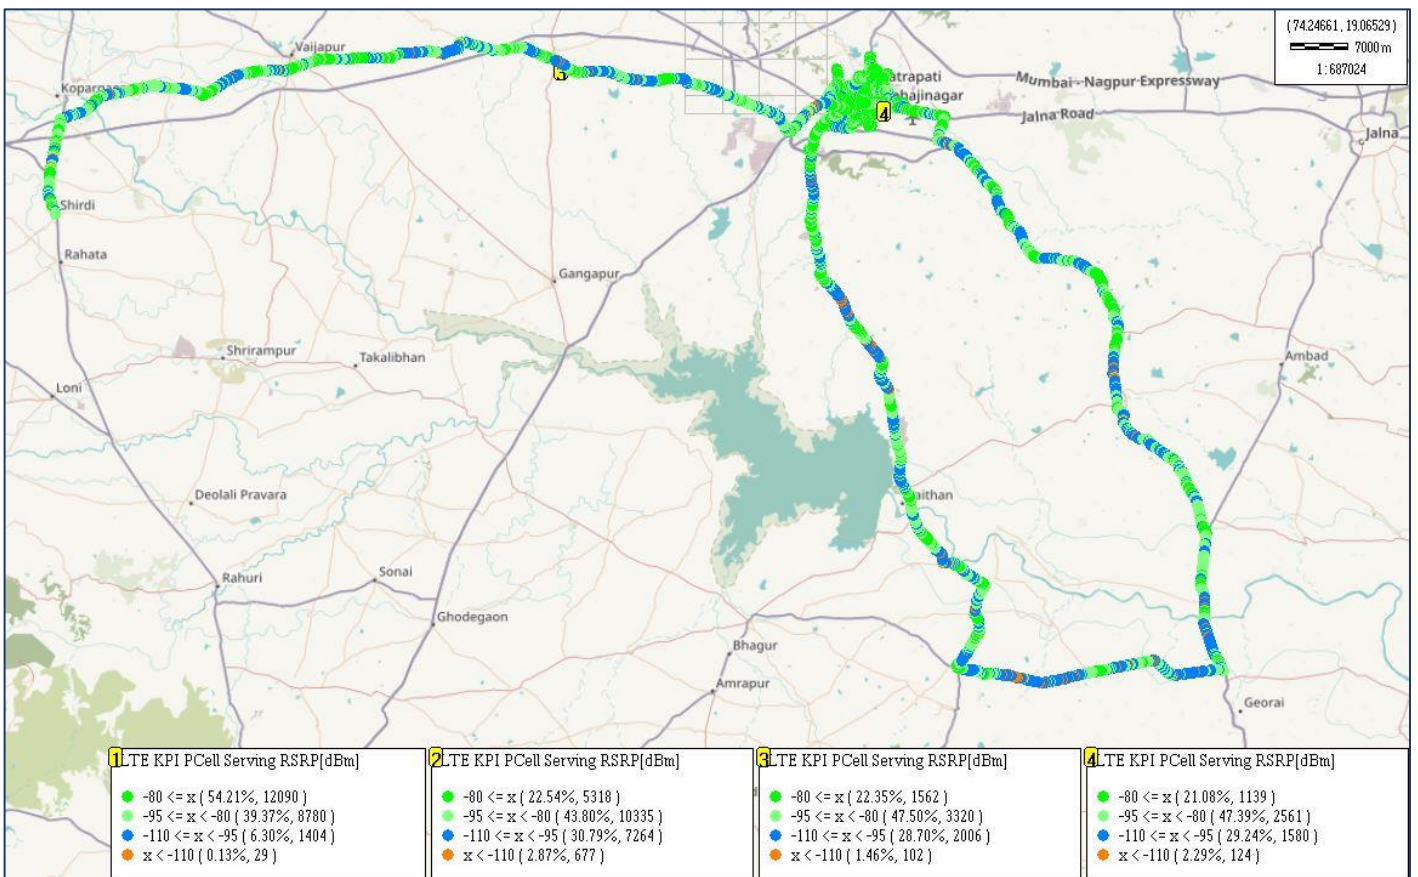 ( 74.24661, 19.06529 )
7000 m
1: 687024
Vaijapur
atrapati
Mumbai - Nagpur Expressway
Jalna Road
4
Jalna
Shirdi
Rahata
Gangapur
Shrirampur
Takalibhan
Ambad
Loni
Deolali Pravara
aithan
Rahuri
Sonai
Ghodegaon
Bhagur
Amrapur
Georai
1 LTE KPI PCell Serving RSRP[dBm]
-80 <= x ( 54.21%, 12090 )
-95 <= x < -80 ( 39.37%, 8780 )
-110 <= x < -95 ( 6.30%, 1404 )
x < -110 ( 0.13%, 29 )
2 LTE KPI PCell Serving RSRP[dBm]
-80 <= x ( 22.54%, 5318 )
-95 <= x < -80 ( 43.80%, 10335 )
-110 <= x < -95 ( 30.79%, 7264 )
x < -110 ( 2.87%, 677 )
3 LTE KPI PCell Serving RSRP[dBm]
-80 <= x ( 22.35%, 1562 )
-95 <= x < -80 ( 47.50%, 3320 )
-110 <= x < -95 ( 28.70%, 2006 )
x < -110 ( 1.46%, 102 )
4 LTE KPI PCell Serving RSRP[dBm]
-80 <= x ( 21.08%, 1139 )
-95 <= x < -80 ( 47.39%, 2561 )
-110 <= x < -95 ( 29.24%, 1580 )
x < -110 ( 2.29%, 124 )